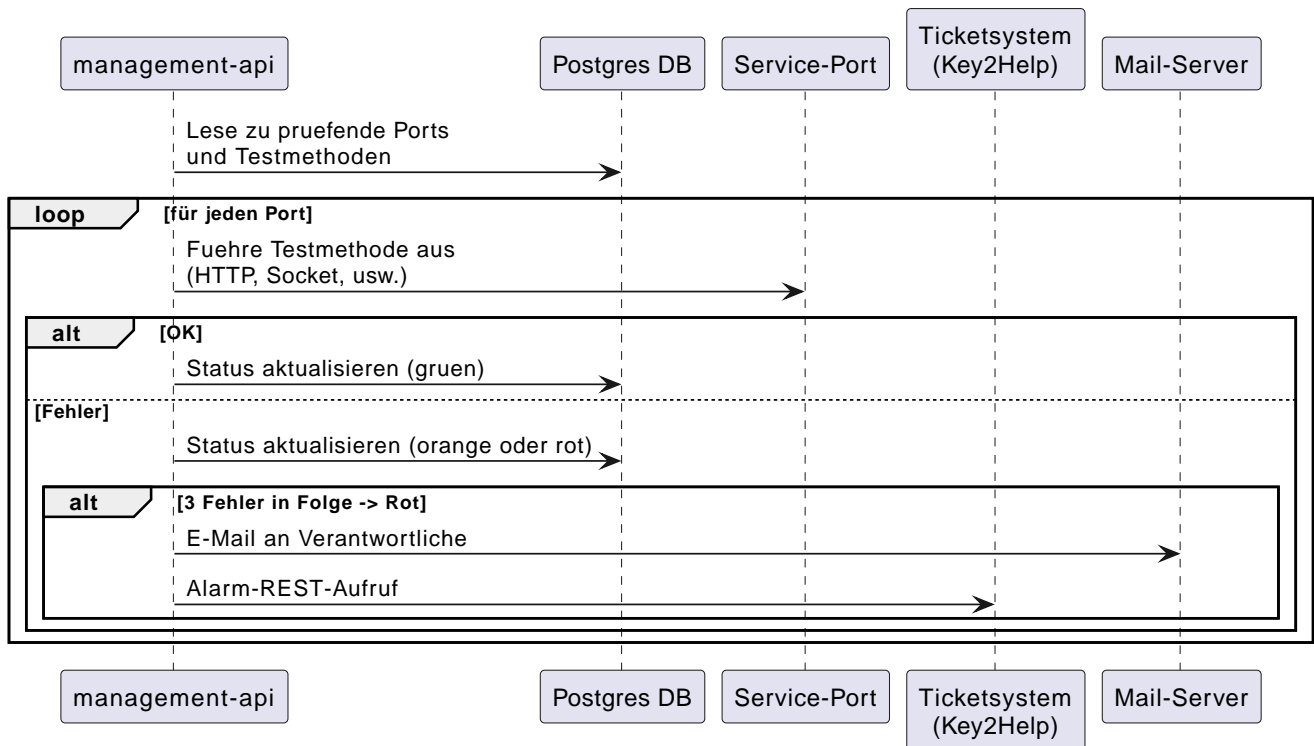 Ticketsystem
(Key2Help)
management-api
Postgres DB
Service-Port
Mail-Server
Lese zu pruefende Ports
und Testmethoden
loop
[für jeden Port]
Fuehre Testmethode aus
(HTTP, Socket, usw.)
alt
[OK]
Status aktualisieren (gruen)
[Fehler]
Status aktualisieren (orange oder rot)
alt
[3 Fehler in Folge -> Rot]
E-Mail an Verantwortliche
Alarm-REST-Aufruf
management-api
Postgres DB
Service-Port
Ticketsystem
(Key2Help)
Mail-Server